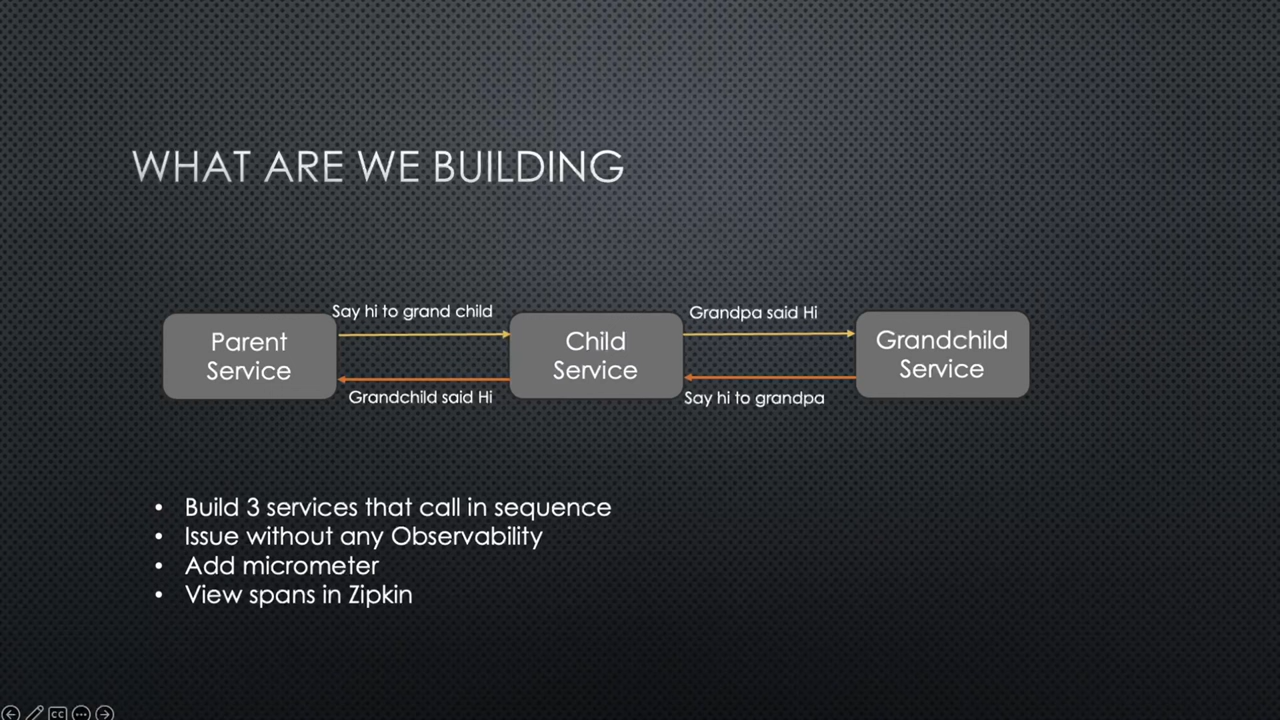 WHAT ARE WE BUILDING
Say hi to grand child
Grandpa said Hi
Parent
Service
Child
Service
Grandchild
Service
Grandchild said Hi
Say hi to grandpa
• Build 3 services that call in sequence
• Issue without any Observability
• Add micrometer
• View spans in Zipkin
CC